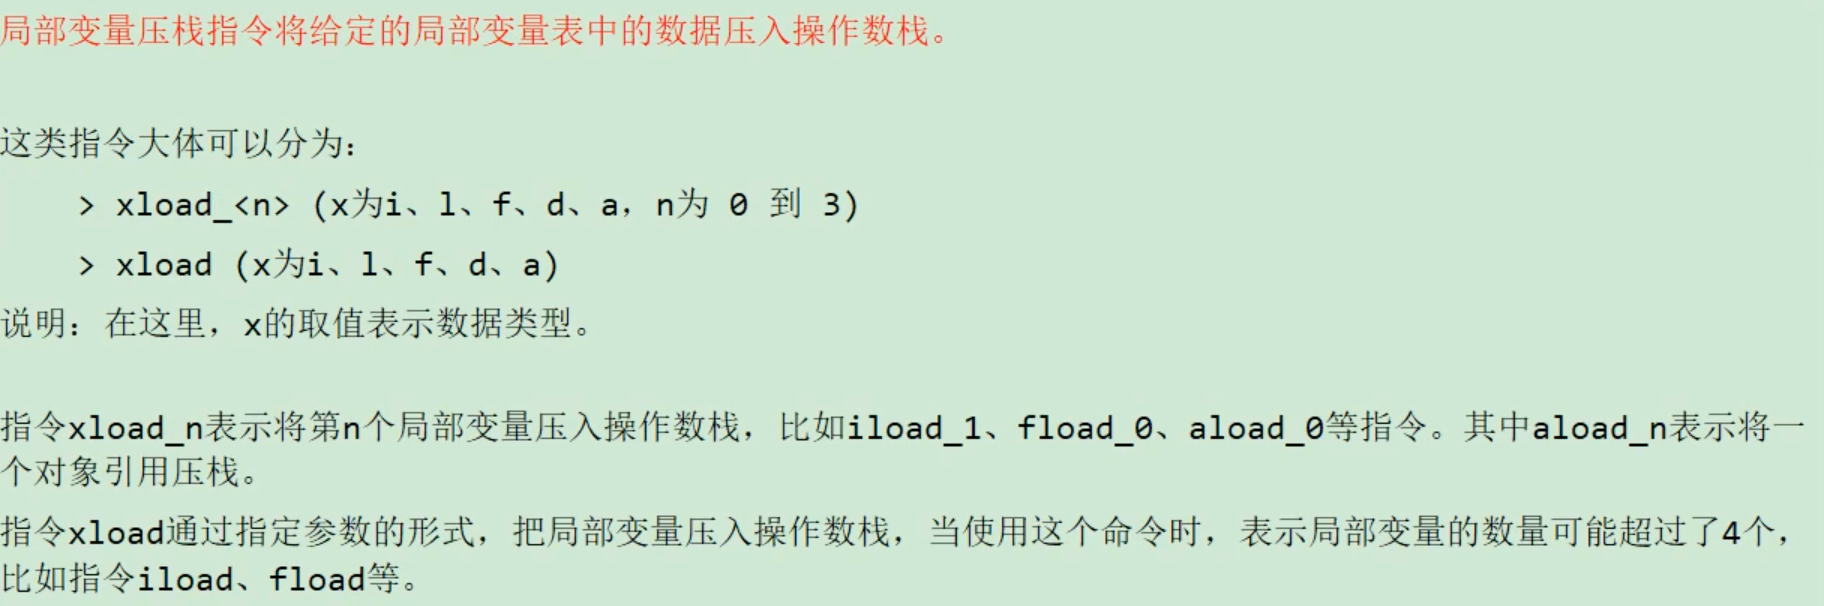 局部变量压栈指令将给定的局部变量表中的数据压入操作数栈。
这类指令大体可以分为：
> xload_<n> (x为i、l、f、d、a，n为 0 到 3)
> xload (x为i、l、f、d、a)
说明：在这里，x的取值表示数据类型。
指令xload_n表示将第n个局部变量压入操作数栈，比如iload_1、fload_0、aload_0等指令。其中aload_n表示将一
个对象引用压栈。
指令xload通过指定参数的形式，把局部变量压入操作数栈，当使用这个命令时，表示局部变量的数量可能超过了4个，
比如指令iload、fload等。